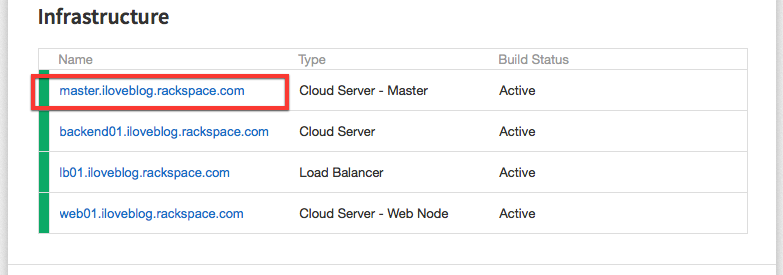 Infrastructure
Name Type Build Status
master.iloveblog.rackspace.com Cloud Server - Master Active
backend01.iloveblog.rackspace.com Cloud Server Active
lb01.iloveblog.rackspace.com Load Balancer Active
web01.iloveblog.rackspace.com Cloud Server - Web Node Active